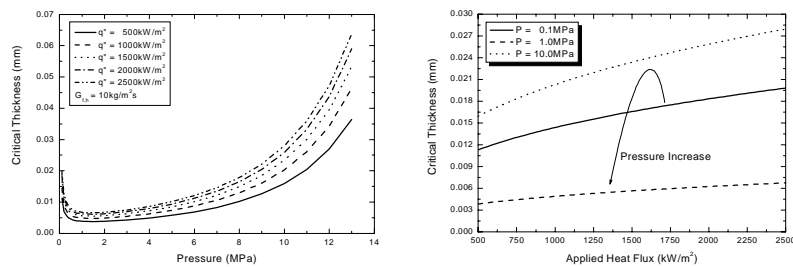 0.07
0.06
0.05
0.04
0.03
0.02
0.01
0.00
Critical Thickness (mm)
q" = 500kW/m²
q" = 1000kW/m²
q" = 1500kW/m²
q" = 2000kW/m²
q" = 2500kW/m²
G_f,h = 10kg/m²s
0 2 4 6 8 10 12 14
Pressure (MPa)
0.030
0.027
0.024
0.021
0.018
0.015
0.012
0.009
0.006
0.003
0.000
Critical Thickness (mm)
P = 0.1MPa
P = 1.0MPa
P = 10.0MPa
Pressure Increase
500 750 1000 1250 1500 1750 2000 2250 2500
Applied Heat Flux (kW/m²)